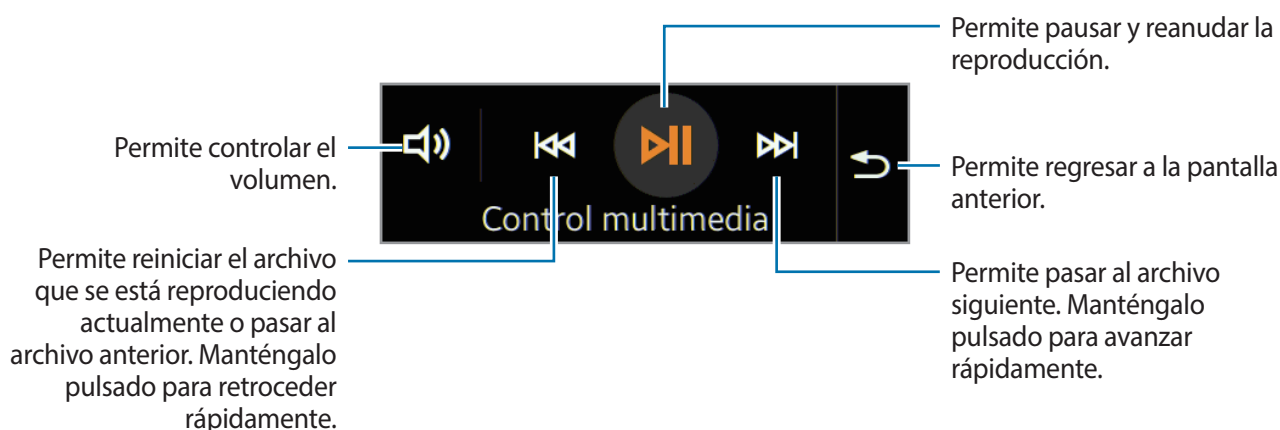 Permite pausar y reanudar la
reproducción.
Permite controlar el
volumen.
Control multimedia
Permite regresar a la pantalla
anterior.
Permite reiniciar el archivo
que se está reproduciendo
actualmente o pasar al
archivo anterior. Manténgalo
pulsado para retroceder
rápidamente.
Permite pasar al archivo
siguiente. Manténgalo
pulsado para avanzar
rápidamente.